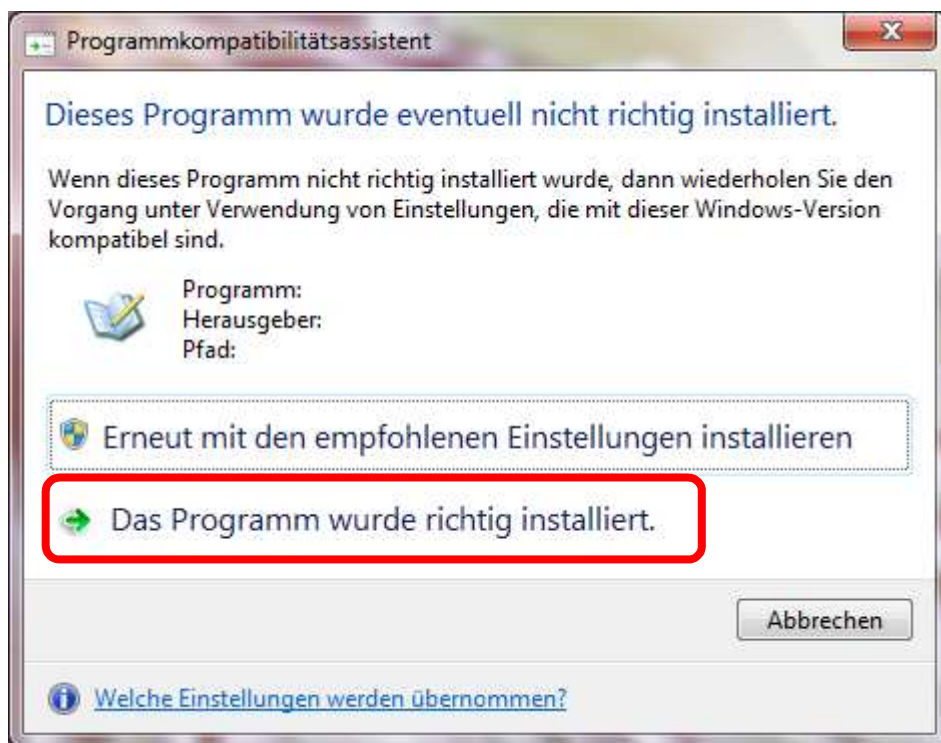 Programmkompatibilitätsassistent
Dieses Programm wurde eventuell nicht richtig installiert.
Wenn dieses Programm nicht richtig installiert wurde, dann wiederholen Sie den
Vorgang unter Verwendung von Einstellungen, die mit dieser Windows-Version
kompatibel sind.
Programm:
Herausgeber:
Pfad:
Erneut mit den empfohlenen Einstellungen installieren
Das Programm wurde richtig installiert.
Abbrechen
Welche Einstellungen werden übernommen?